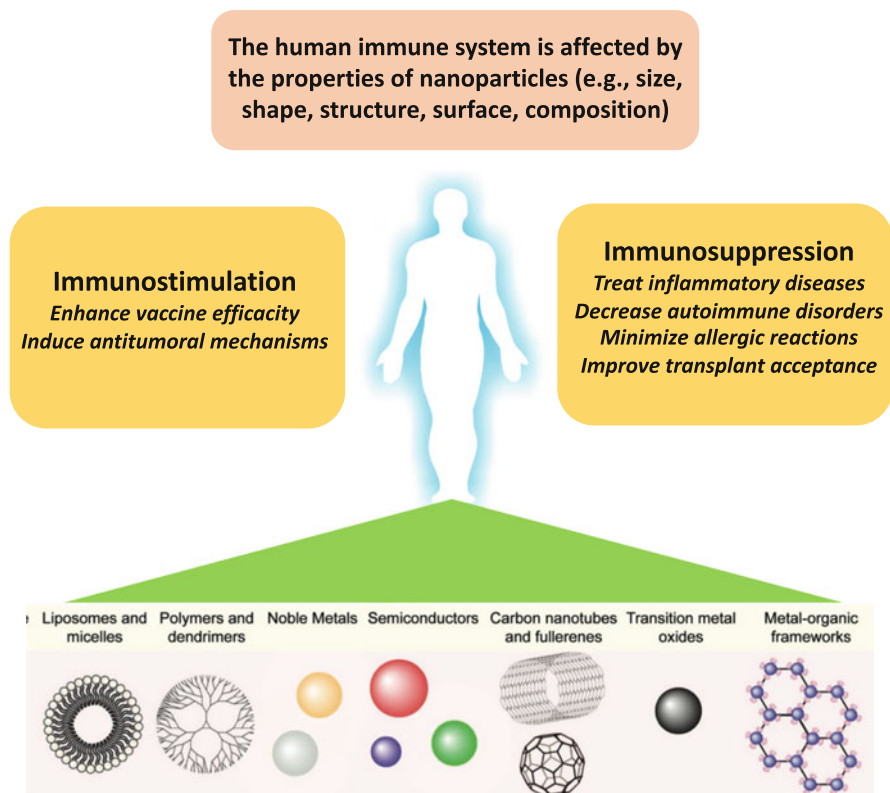 The human immune system is affected by
the properties of nanoparticles (e.g., size,
shape, structure, surface, composition)
Immunostimulation
Enhance vaccine efficacity
Induce antitumoral mechanisms
Immunosuppression
Treat inflammatory diseases
Decrease autoimmune disorders
Minimize allergic reactions
Improve transplant acceptance
Liposomes and
micelles
Polymers and
dendrimers
Noble Metals
Semiconductors
Carbon nanotubes
and fullerenes
Transition metal
oxides
Metal-organic
frameworks